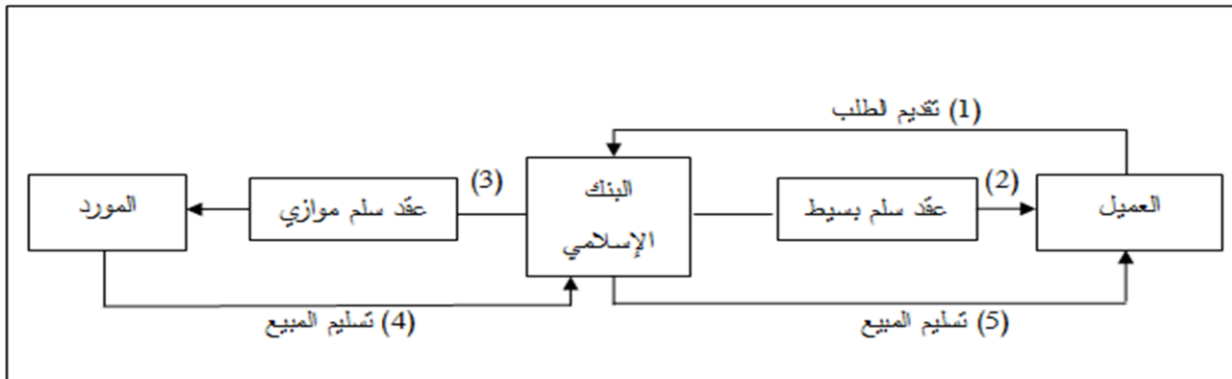 (1) تقديم الطلب
العميل
(2)
عقد سلم بسيط
البنك
الإسلامي
(3)
عقد سلم موازي
المورد
(4) تسليم المبيع
(5) تسليم المبيع